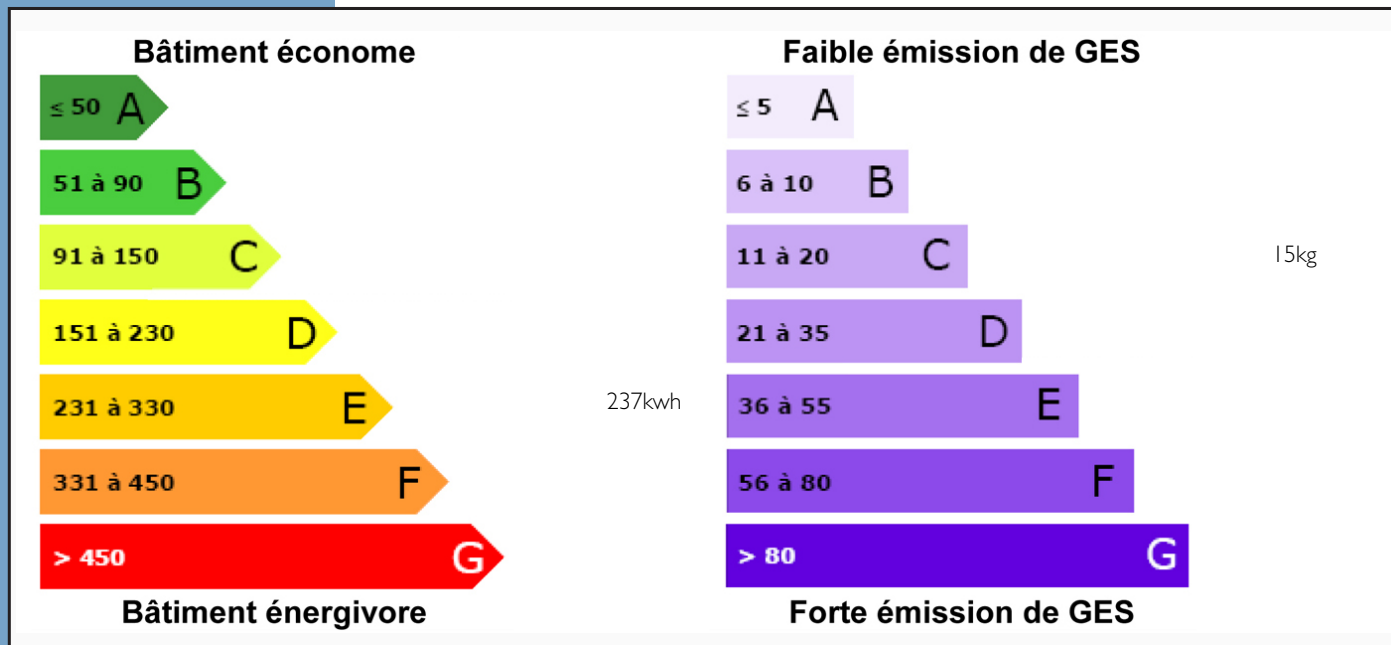 Bâtiment économe
≤ 50 A
51 à 90 B
91 à 150 C
151 à 230 D
231 à 330 E
237kwh
331 à 450 F
> 450 G
Bâtiment énergivore
Faible émission de GES
≤ 5 A
6 à 10 B
11 à 20 C
15kg
21 à 35 D
36 à 55 E
56 à 80 F
> 80 G
Forte émission de GES